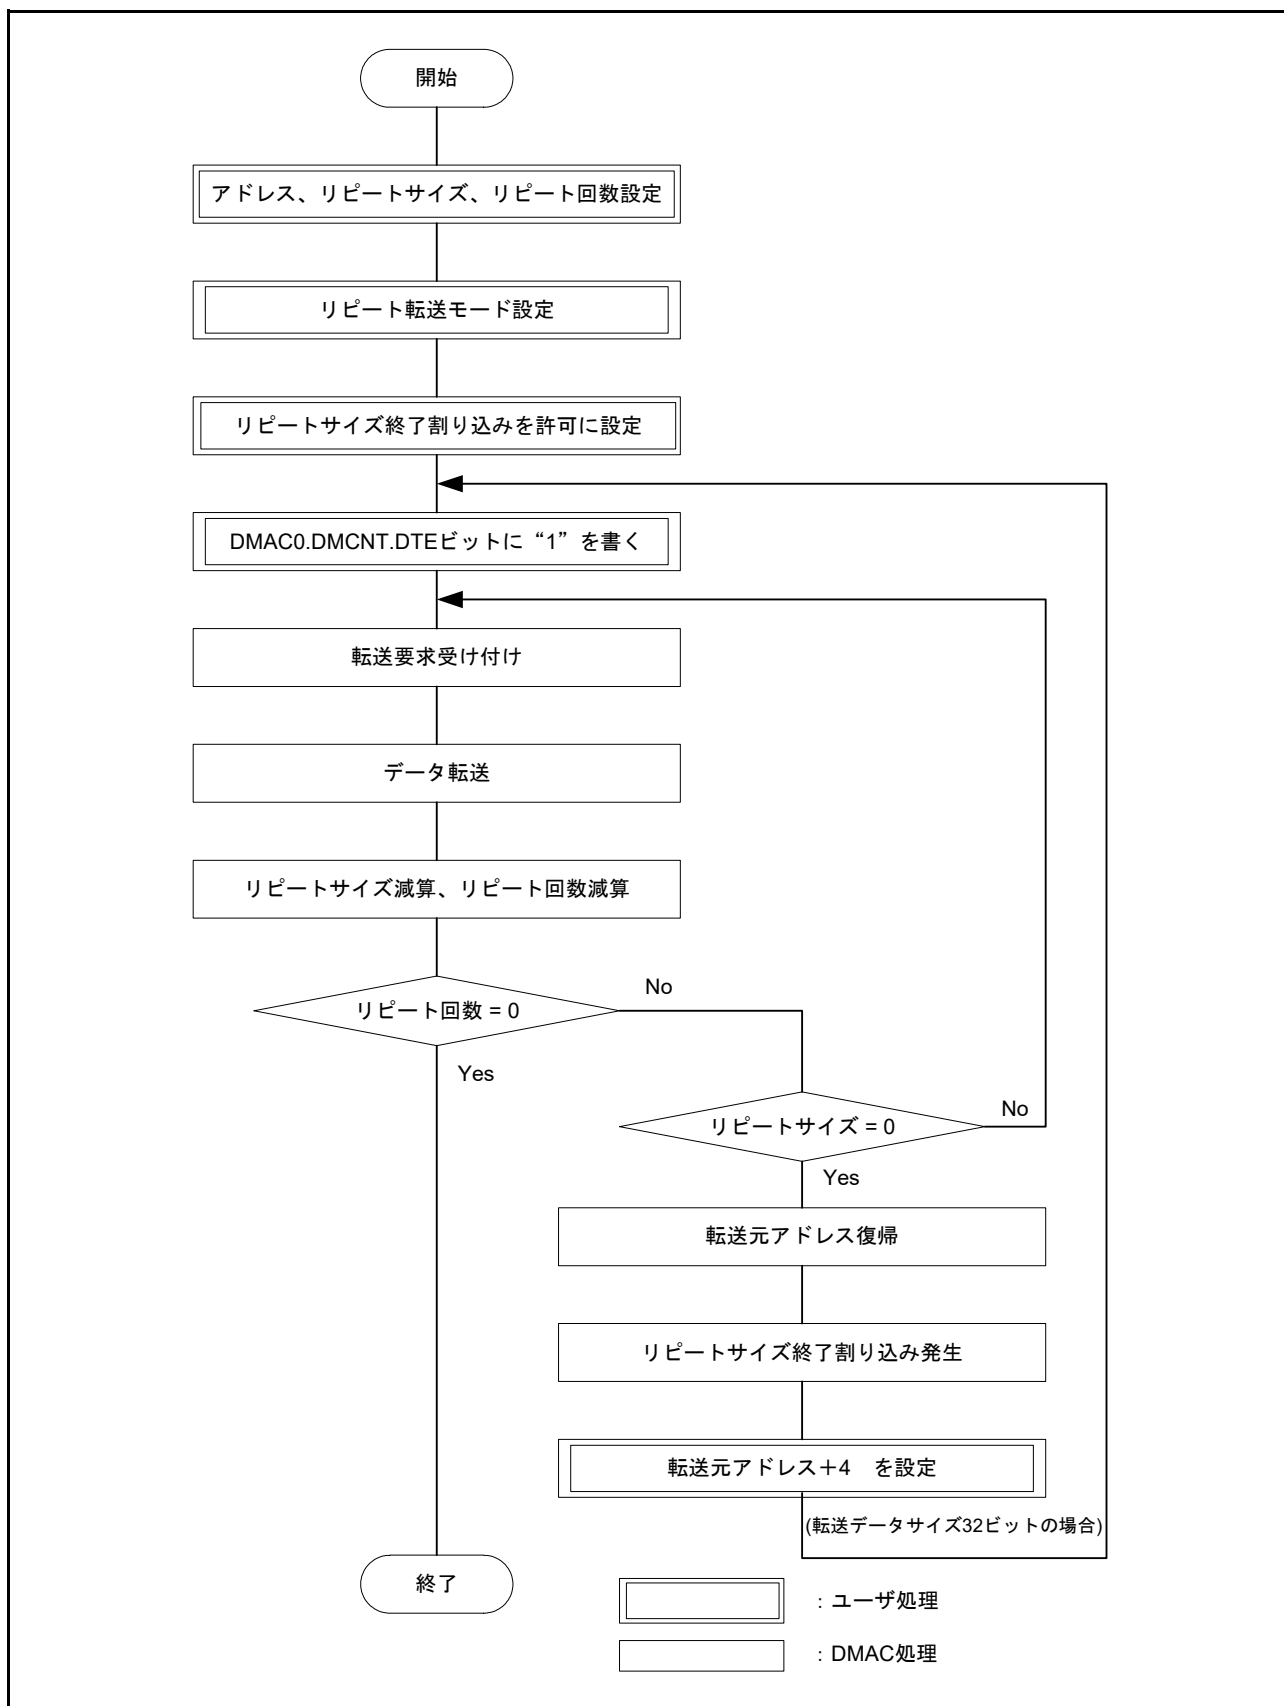 開始
アドレス、リピートサイズ、リピート回数設定
リピート転送モード設定
リピートサイズ終了割り込みを許可に設定
DMAC0.DMCNT.DTEビットに“1”を書く
転送要求受け付け
データ転送
リピートサイズ減算、リピート回数減算
リピート回数 = 0
No
Yes
リピートサイズ = 0
No
Yes
転送元アドレス復帰
リピートサイズ終了割り込み発生
転送元アドレス+4　を設定
(転送データサイズ32ビットの場合)
終了
: ユーザ処理
: DMAC処理